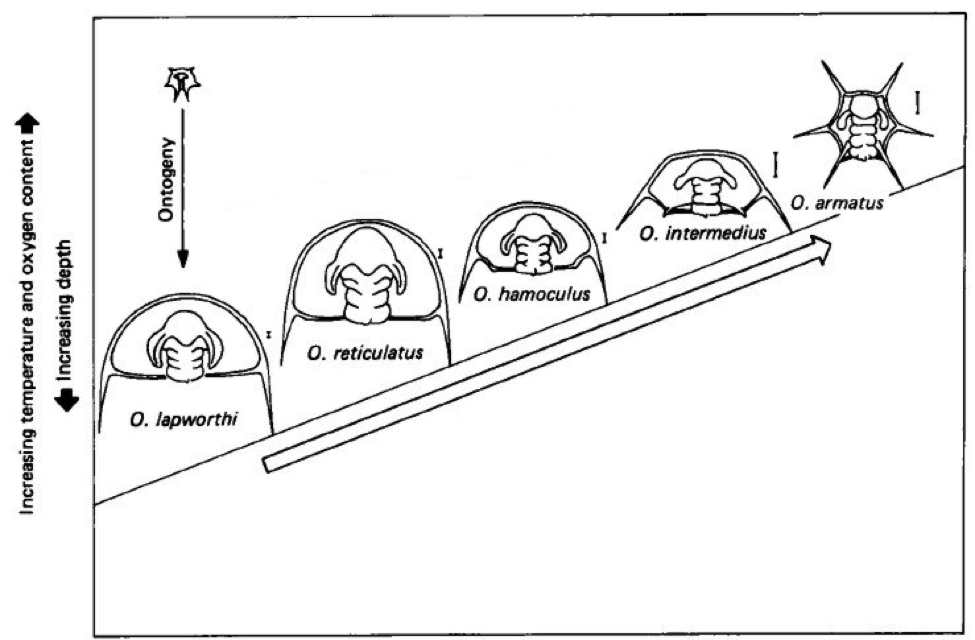 Increasing temperature and oxygen content
Increasing depth
Ontogeny
O. lapworthi
O. reticulatus
O. hamoculus
O. intermedius
O. armatus